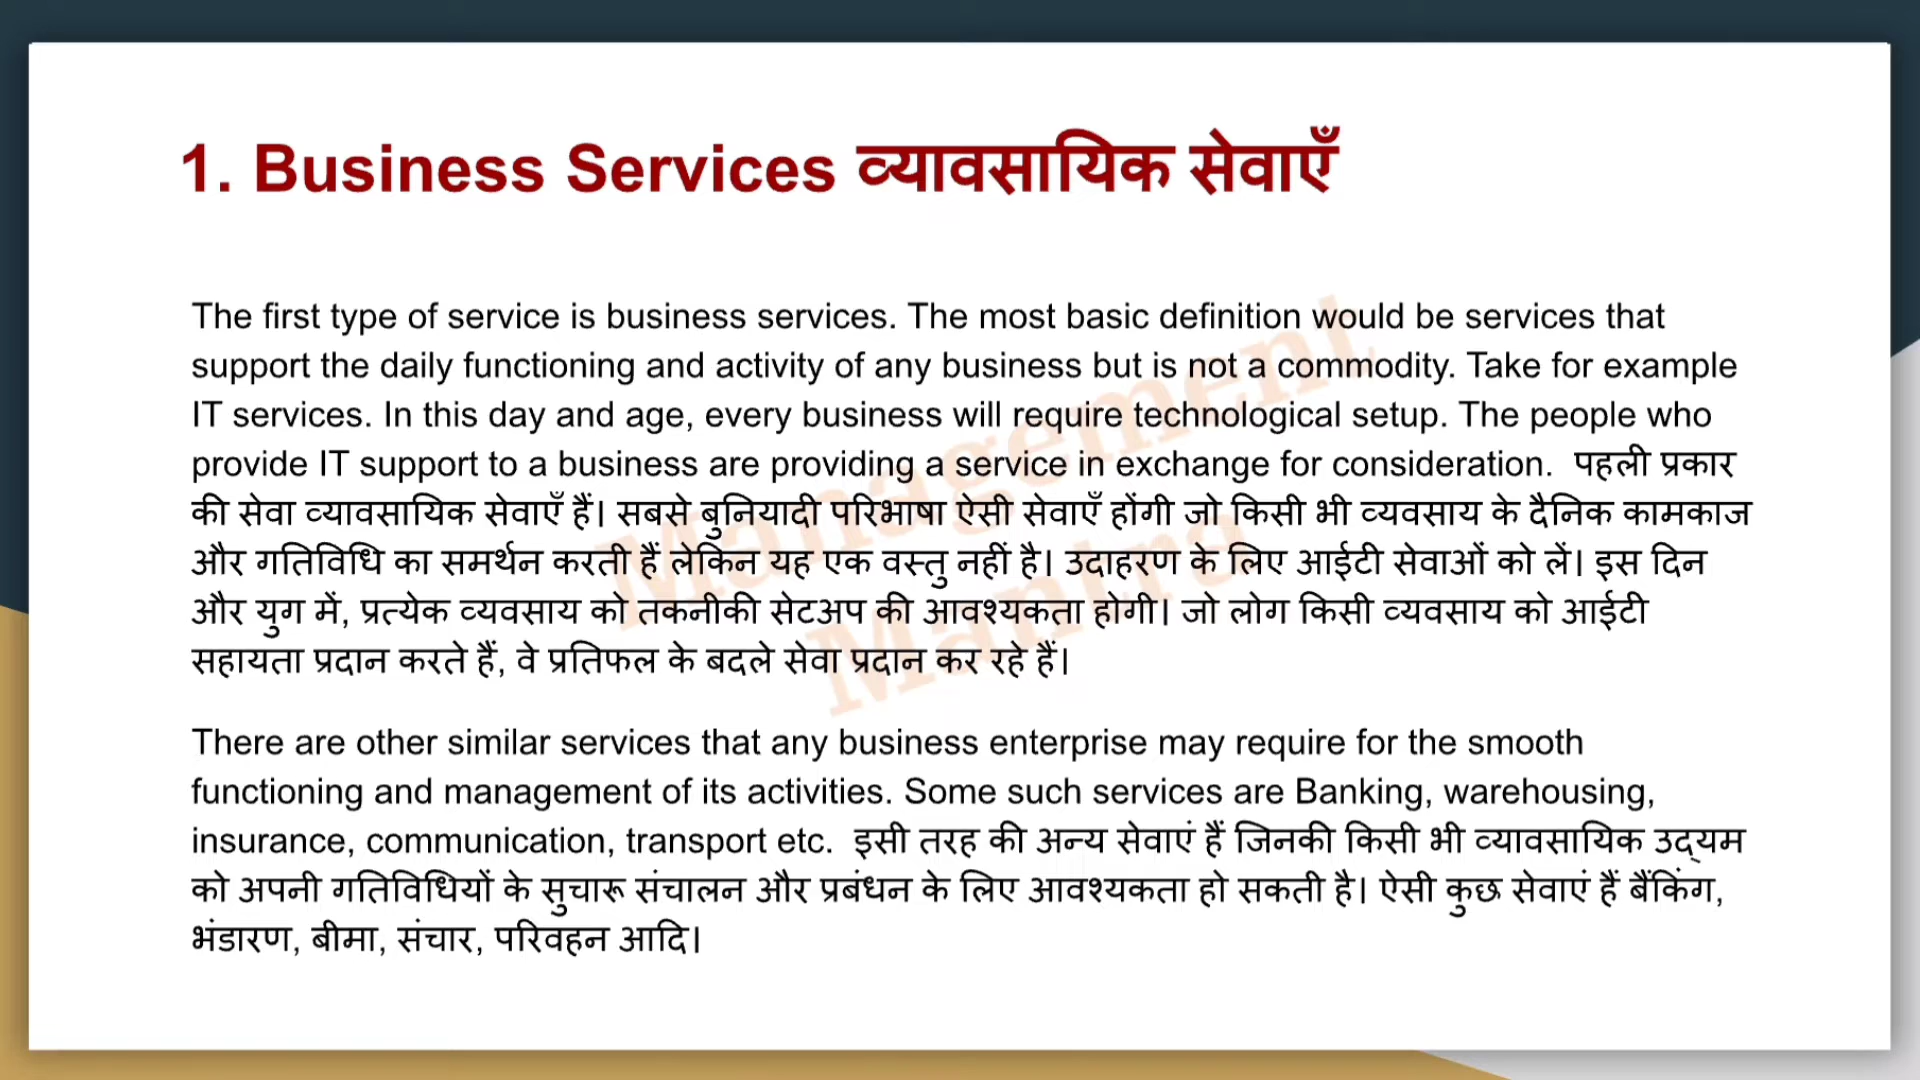 1. Business Services व्यावसायिक सेवाएँ
The first type of service is business services. The most basic definition would be services that
support the daily functioning and activity of any business but is not a commodity. Take for example
IT services. In this day and age, every business will require technological setup. The people who
provide IT support to a business are providing a service in exchange for consideration.  पहली प्रकार
की सेवा व्यावसायिक सेवाएँ हैं। सबसे बुनियादी परिभाषा ऐसी सेवाएँ होंगी जो किसी भी व्यवसाय के दैनिक कामकाज
और गतिविधि का समर्थन करती हैं लेकिन यह एक वस्तु नहीं है। उदाहरण के लिए आईटी सेवाओं को लें। इस दिन
और युग में, प्रत्येक व्यवसाय को तकनीकी सेटअप की आवश्यकता होगी। जो लोग किसी व्यवसाय को आईटी
सहायता प्रदान करते हैं, वे प्रतिफल के बदले सेवा प्रदान कर रहे हैं।
There are other similar services that any business enterprise may require for the smooth
functioning and management of its activities. Some such services are Banking, warehousing,
insurance, communication, transport etc.  इसी तरह की अन्य सेवाएं हैं जिनकी किसी भी व्यावसायिक उद्यम
को अपनी गतिविधियों के सुचारू संचालन और प्रबंधन के लिए आवश्यकता हो सकती है। ऐसी कुछ सेवाएं हैं बैंकिंग,
भंडारण, बीमा, संचार, परिवहन आदि।
Management
Mantra